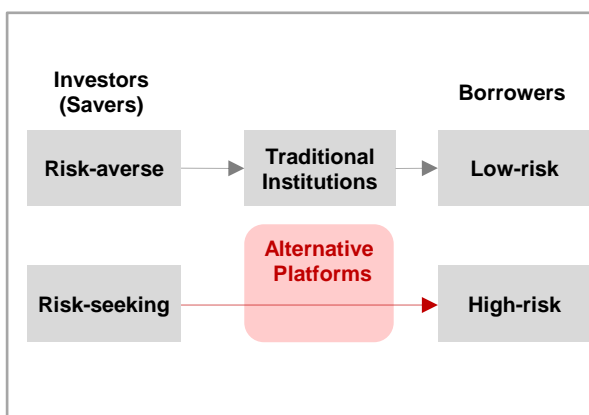 Investors
(Savers)
Borrowers
Risk-averse
Traditional
Institutions
Low-risk
Alternative
Platforms
Risk-seeking
High-risk